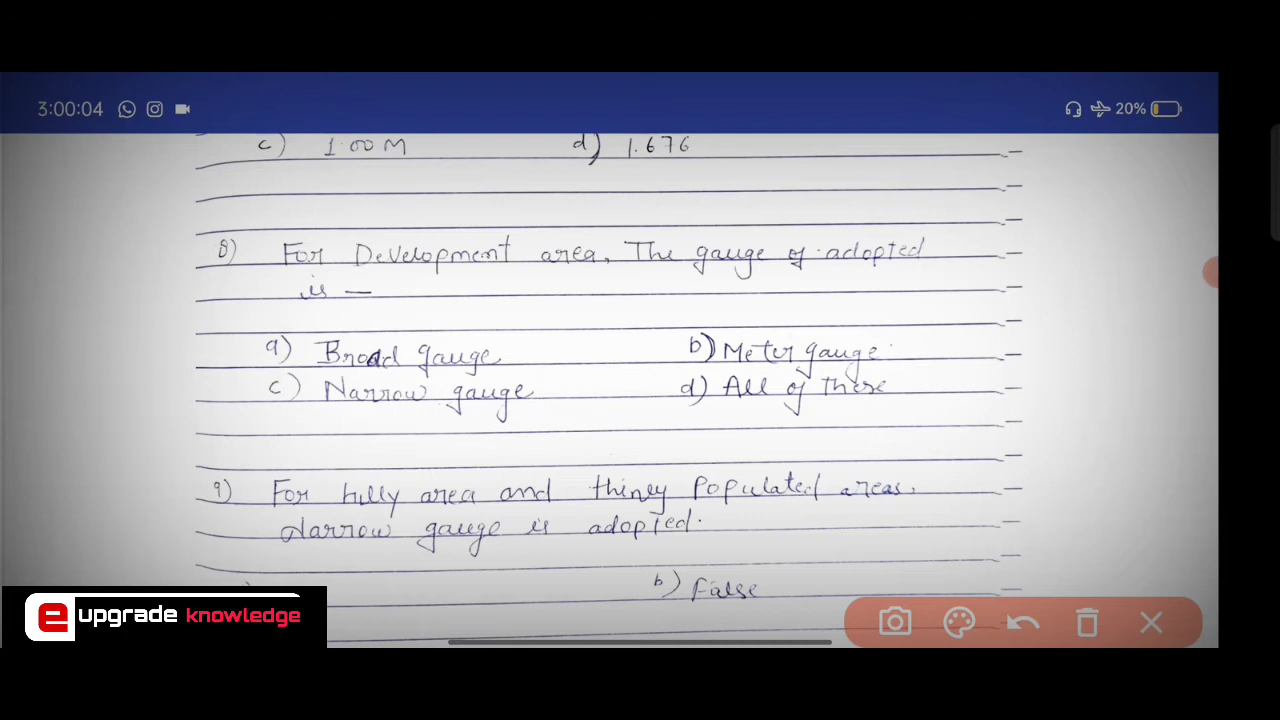 3:00:04
20%
c) 1.00 M d) 1.676
8) For Development area, The gauge of adopted
is —
a) Broad gauge b) Meter gauge
c) Narrow gauge d) All of These
9) For hilly area and thinly Populated areas.
Narrow gauge is adopted.
b) False
e upgrade knowledge